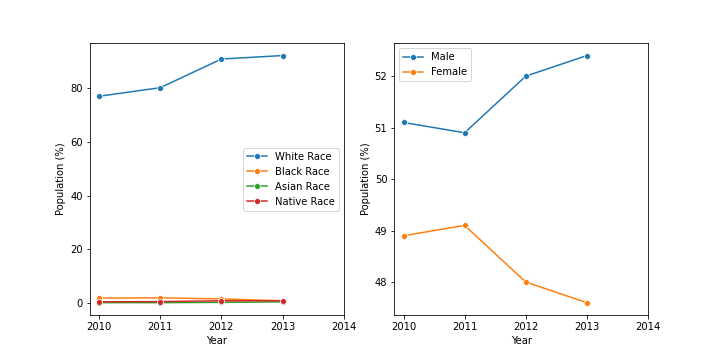 Population (%)
80
60
40
20
0
2010 2011 2012 2013 2014
Year
White Race
Black Race
Asian Race
Native Race
Population (%)
52
51
50
49
48
2010 2011 2012 2013 2014
Year
Male
Female